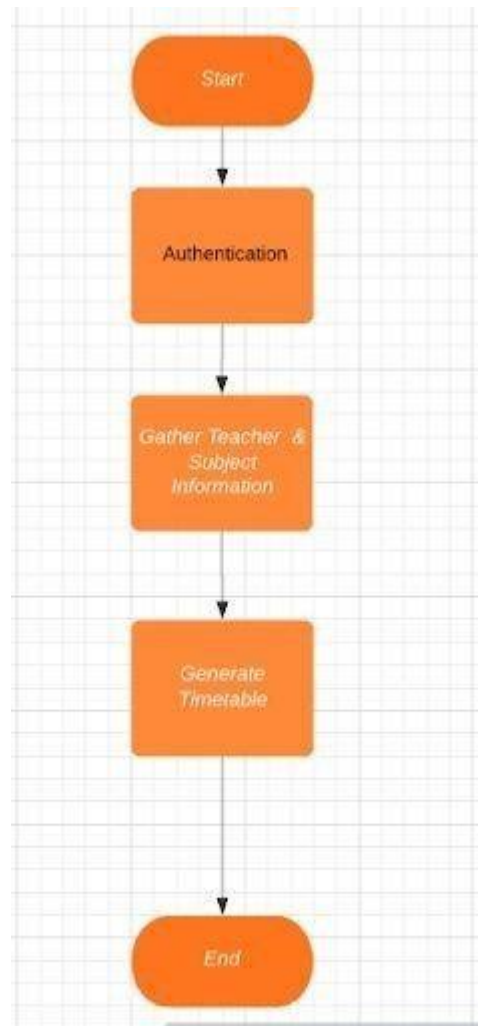 Start
Authentication
Gather Teacher &
Subject
Information
Generate
Timetable
End